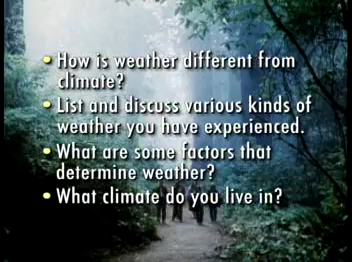 • How is weather different from
climate?
• List and discuss various kinds of
weather you have experienced.
• What are some factors that
determine weather?
• What climate do you live in?